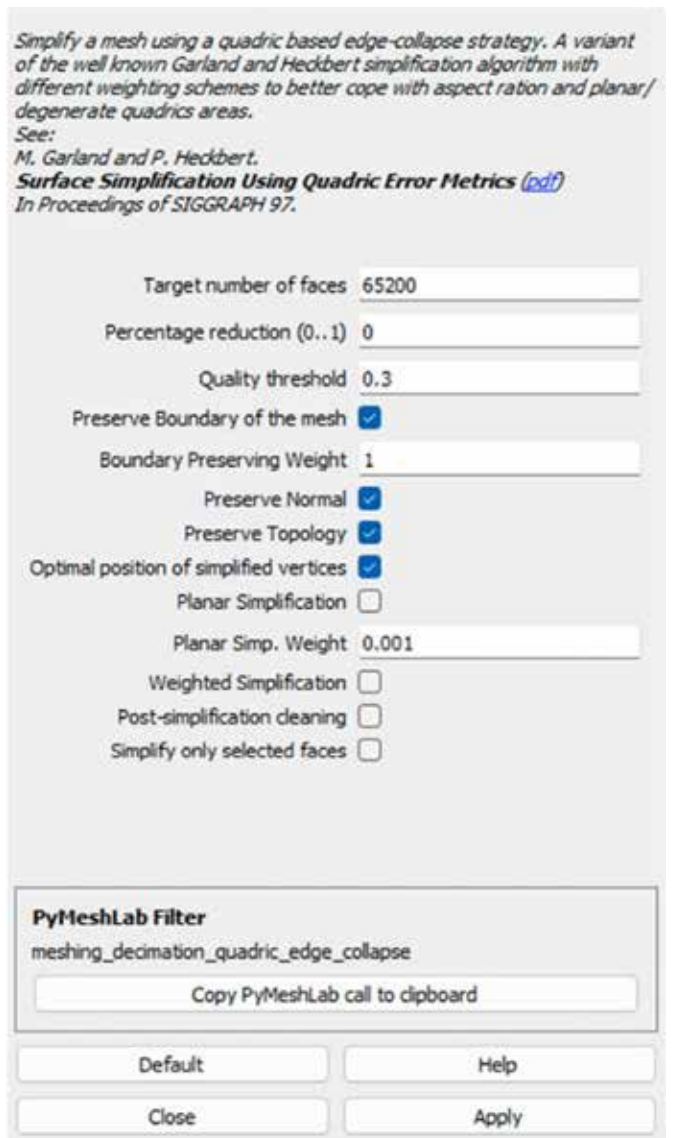 Simplify a mesh using a quadric based edge-collapse strategy. A variant
of the well known Garland and Heckbert simplification algorithm with
different weighting schemes to better cope with aspect ration and planar/
degenerate quadrics areas.
See:
M. Garland and P. Heckbert.
Surface Simplification Using Quadric Error Metrics (pdf)
In Proceedings of SIGGRAPH 97.
Target number of faces 65200
Percentage reduction (0..1) 0
Quality threshold 0.3
Preserve Boundary of the mesh
Boundary Preserving Weight 1
Preserve Normal
Preserve Topology
Optimal position of simplified vertices
Planar Simplification
Planar Simp. Weight 0.001
Weighted Simplification
Post-simplification cleaning
Simplify only selected faces
PyMeshLab Filter
meshing_decimation_quadric_edge_collapse
Copy PyMeshLab call to clipboard
Default Help
Close Apply